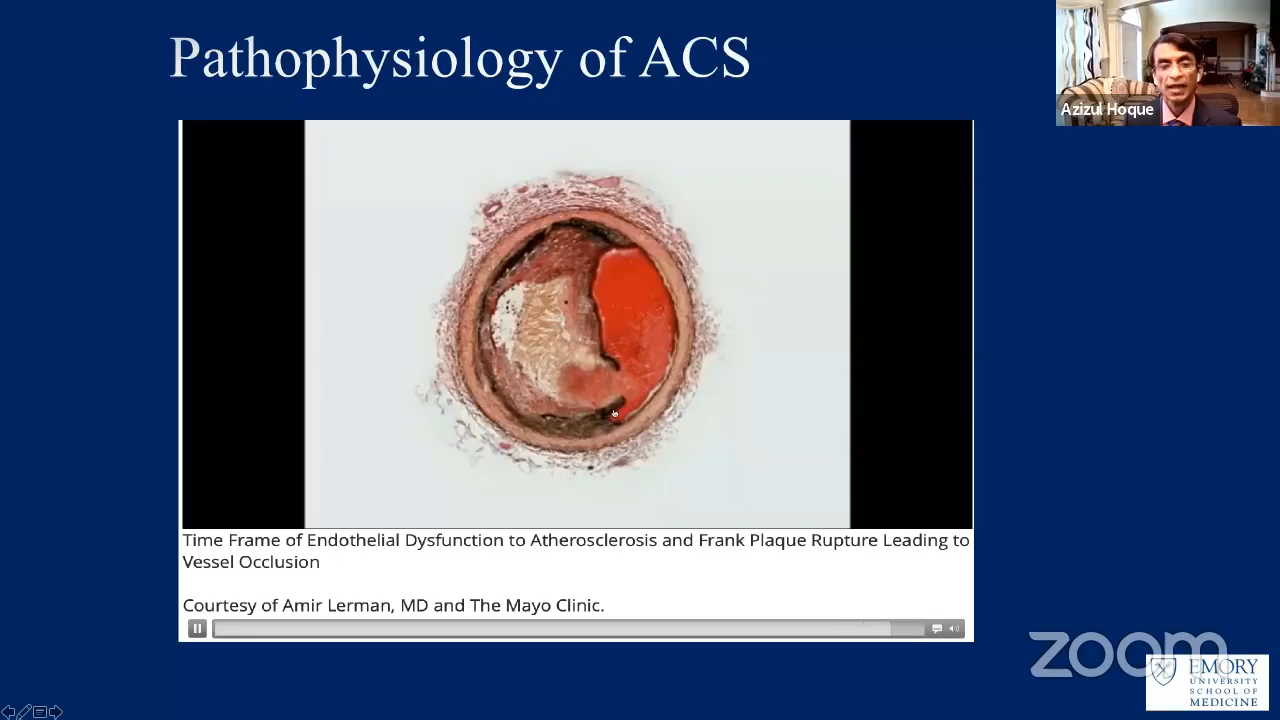 Pathophysiology of ACS
Azizul Hoque
Time Frame of Endothelial Dysfunction to Atherosclerosis and Frank Plaque Rupture Leading to
Vessel Occlusion
Courtesy of Amir Lerman, MD and The Mayo Clinic.
zoom
EMORY
UNIVERSITY
SCHOOL OF
MEDICINE